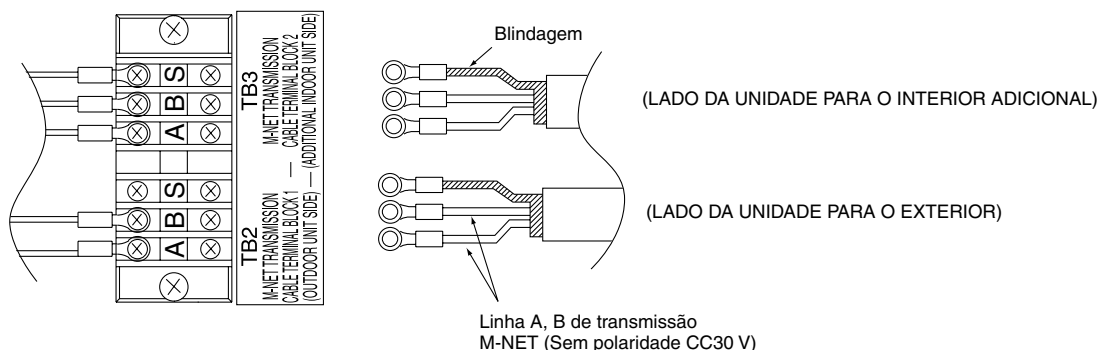 Blindagem
S
B
A
S
B
A
TB3
M-NET TRANSMISSION
CABLE TERMINAL BLOCK 2
(ADDITIONAL INDOOR UNIT SIDE)
TB2
M-NET TRANSMISSION
CABLE TERMINAL BLOCK 1
(OUTDOOR UNIT SIDE)
(LADO DA UNIDADE PARA O INTERIOR ADICIONAL)
(LADO DA UNIDADE PARA O EXTERIOR)
Linha A, B de transmissão
M-NET (Sem polaridade CC30 V)